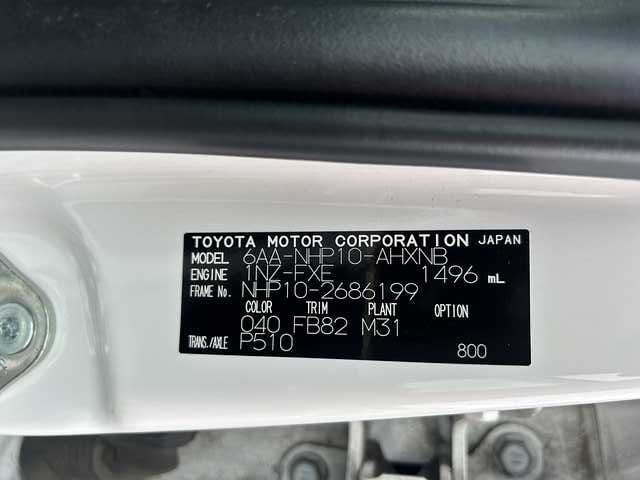 TOYOTA MOTOR CORPORATION JAPAN
MODEL 6AA-NHP10-AHXNB
ENGINE 1NZ-FXE 1496 mL
FRAME No. NHP10-2686199
COLOR TRIM PLANT OPTION
040 FB82 M31
TRANS./AXLE P510
800